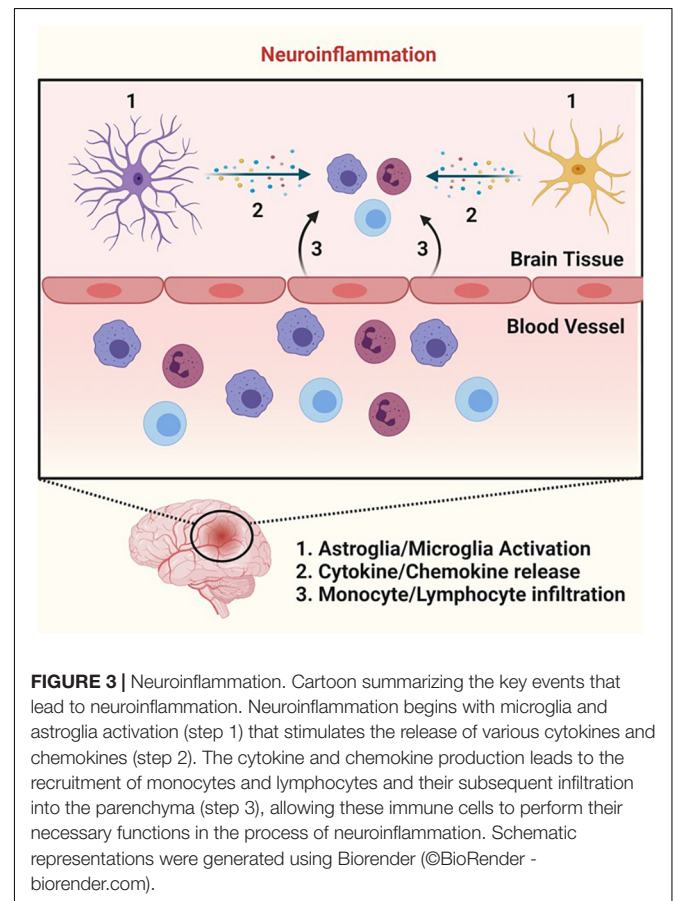 Neuroinflammation
1
1
2
2
3
3
Brain Tissue
Blood Vessel
1. Astroglia/Microglia Activation
2. Cytokine/Chemokine release
3. Monocyte/Lymphocyte infiltration
FIGURE 3 | Neuroinflammation. Cartoon summarizing the key events that
lead to neuroinflammation. Neuroinflammation begins with microglia and
astroglia activation (step 1) that stimulates the release of various cytokines and
chemokines (step 2). The cytokine and chemokine production leads to the
recruitment of monocytes and lymphocytes and their subsequent infiltration
into the parenchyma (step 3), allowing these immune cells to perform their
necessary functions in the process of neuroinflammation. Schematic
representations were generated using Biorender (©BioRender -
biorender.com).